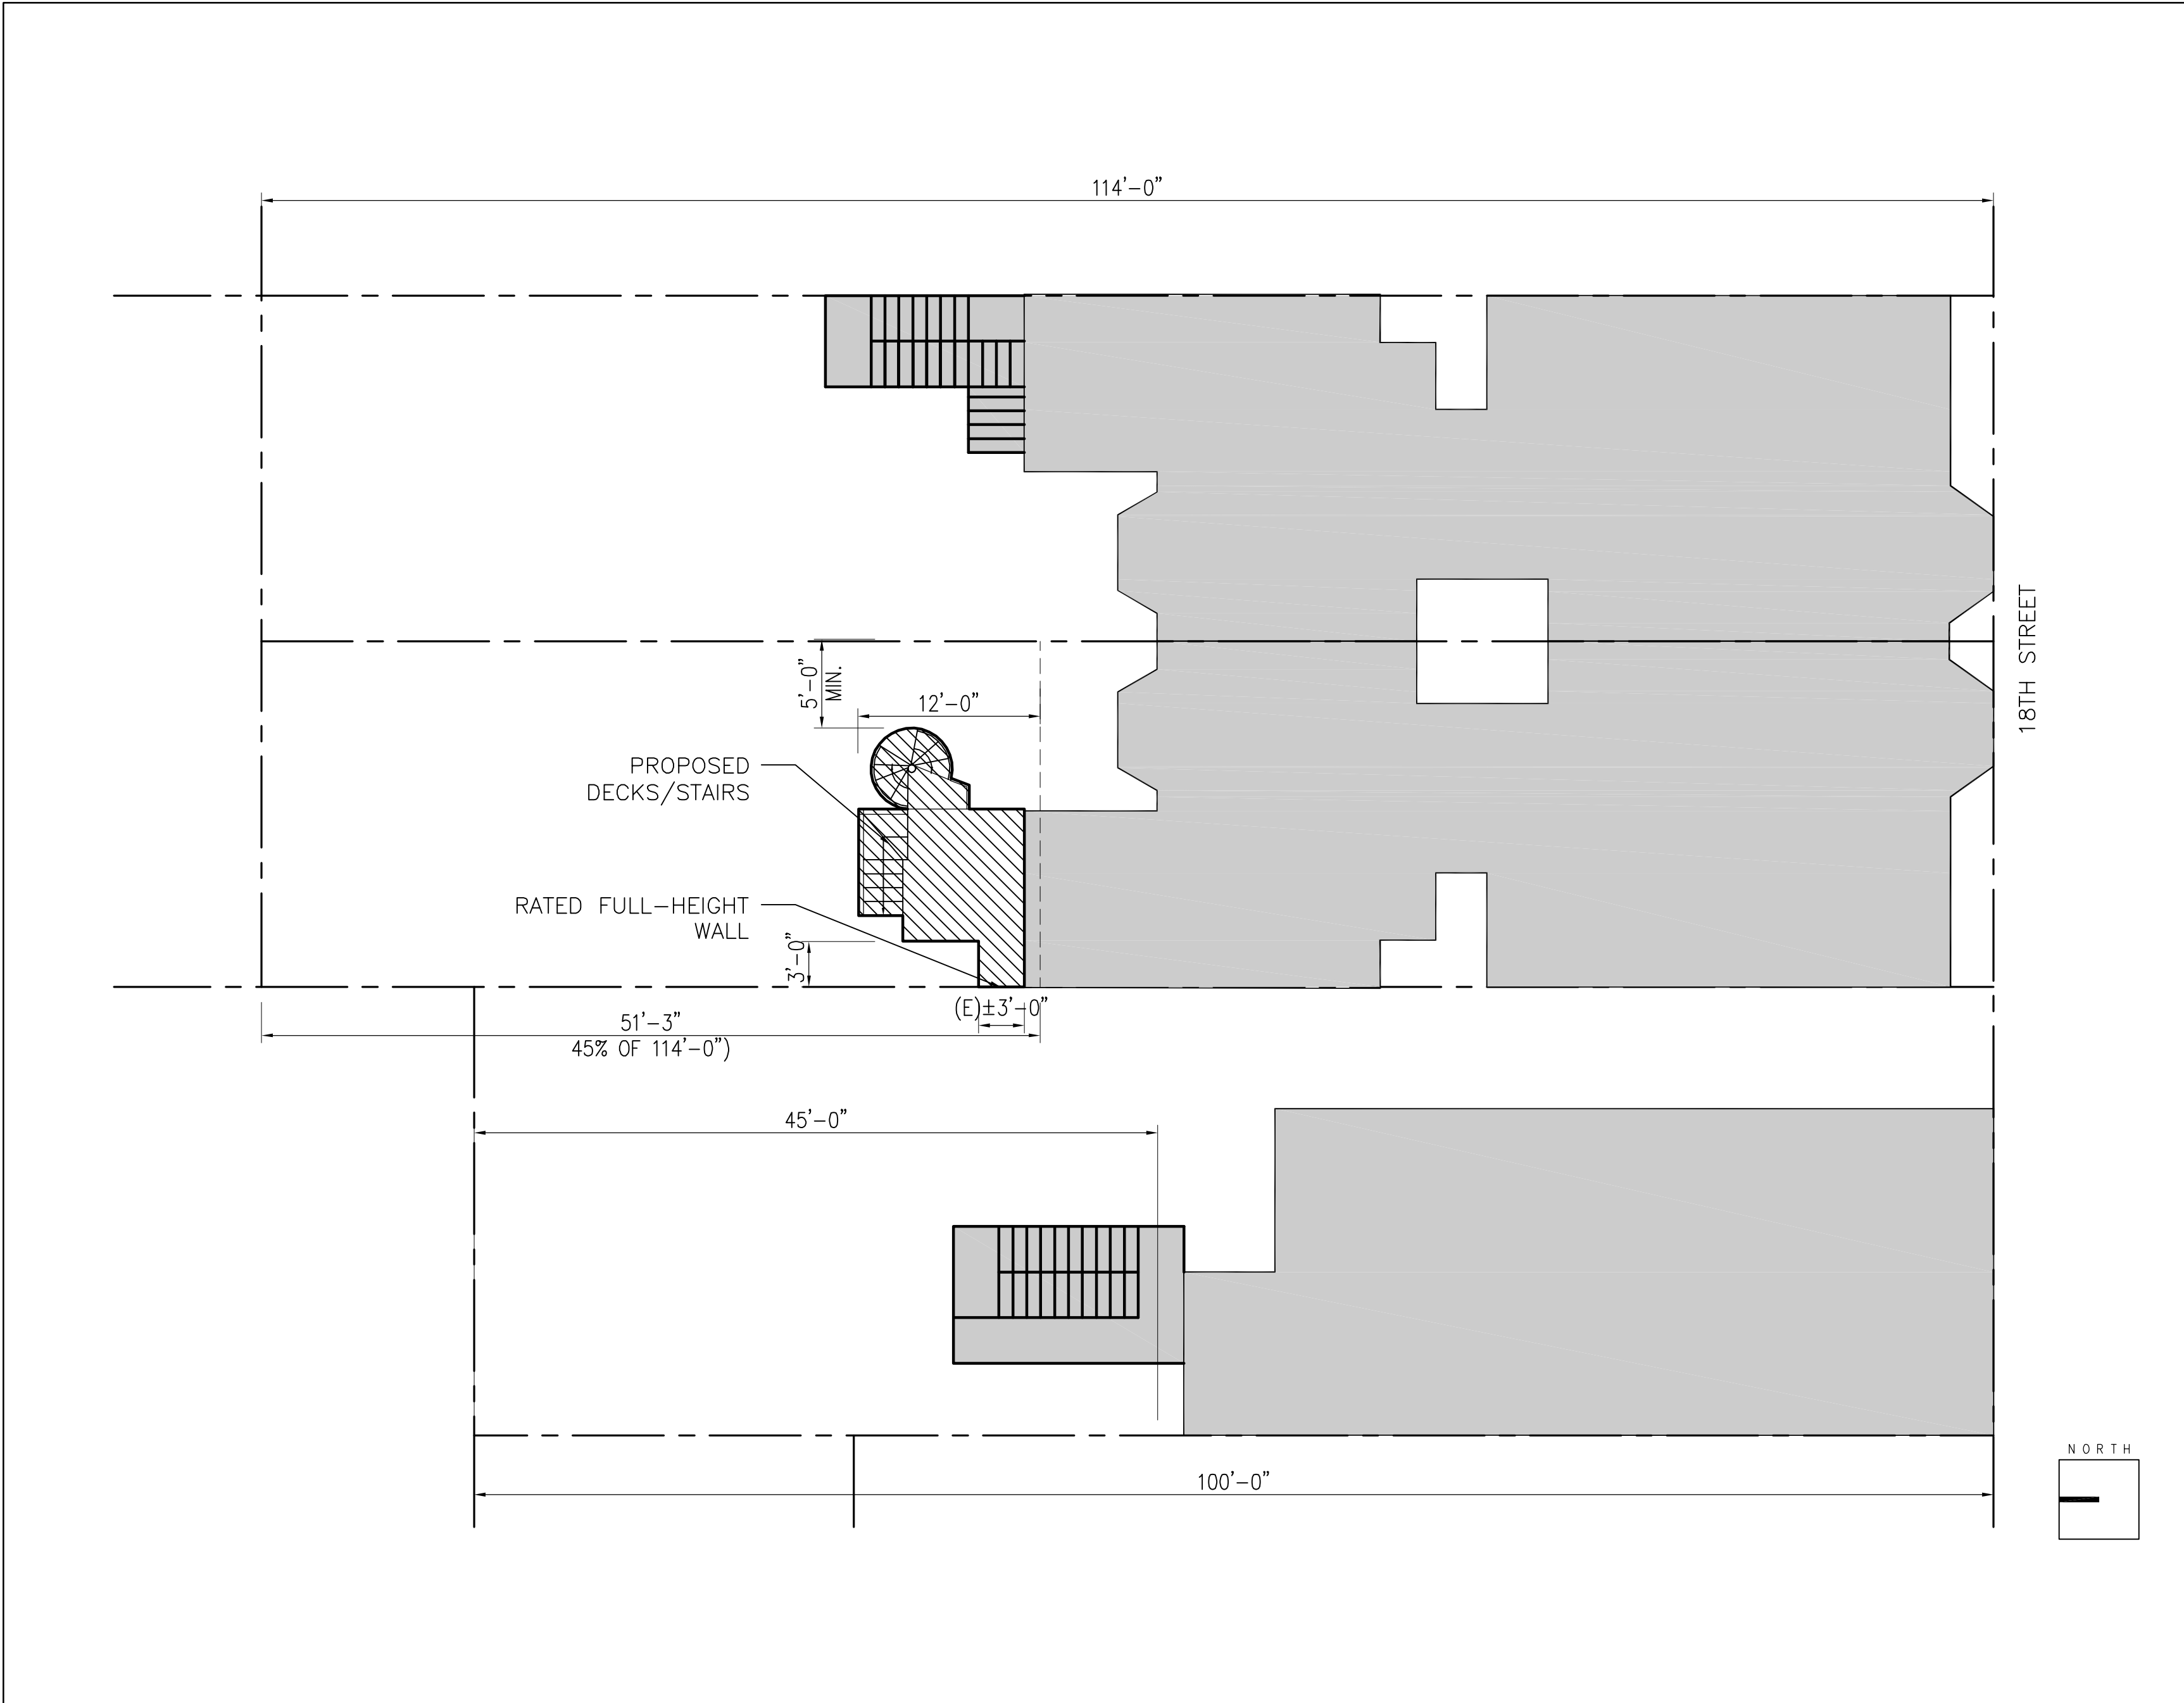 114'-0"
18TH STREET
5'-0"
MIN.
12'-0"
PROPOSED
DECKS/STAIRS
RATED FULL-HEIGHT
WALL
3'-0"
(E)±3'-0"
51'-3"
45% OF 114'-0")
45'-0"
NORTH
100'-0"